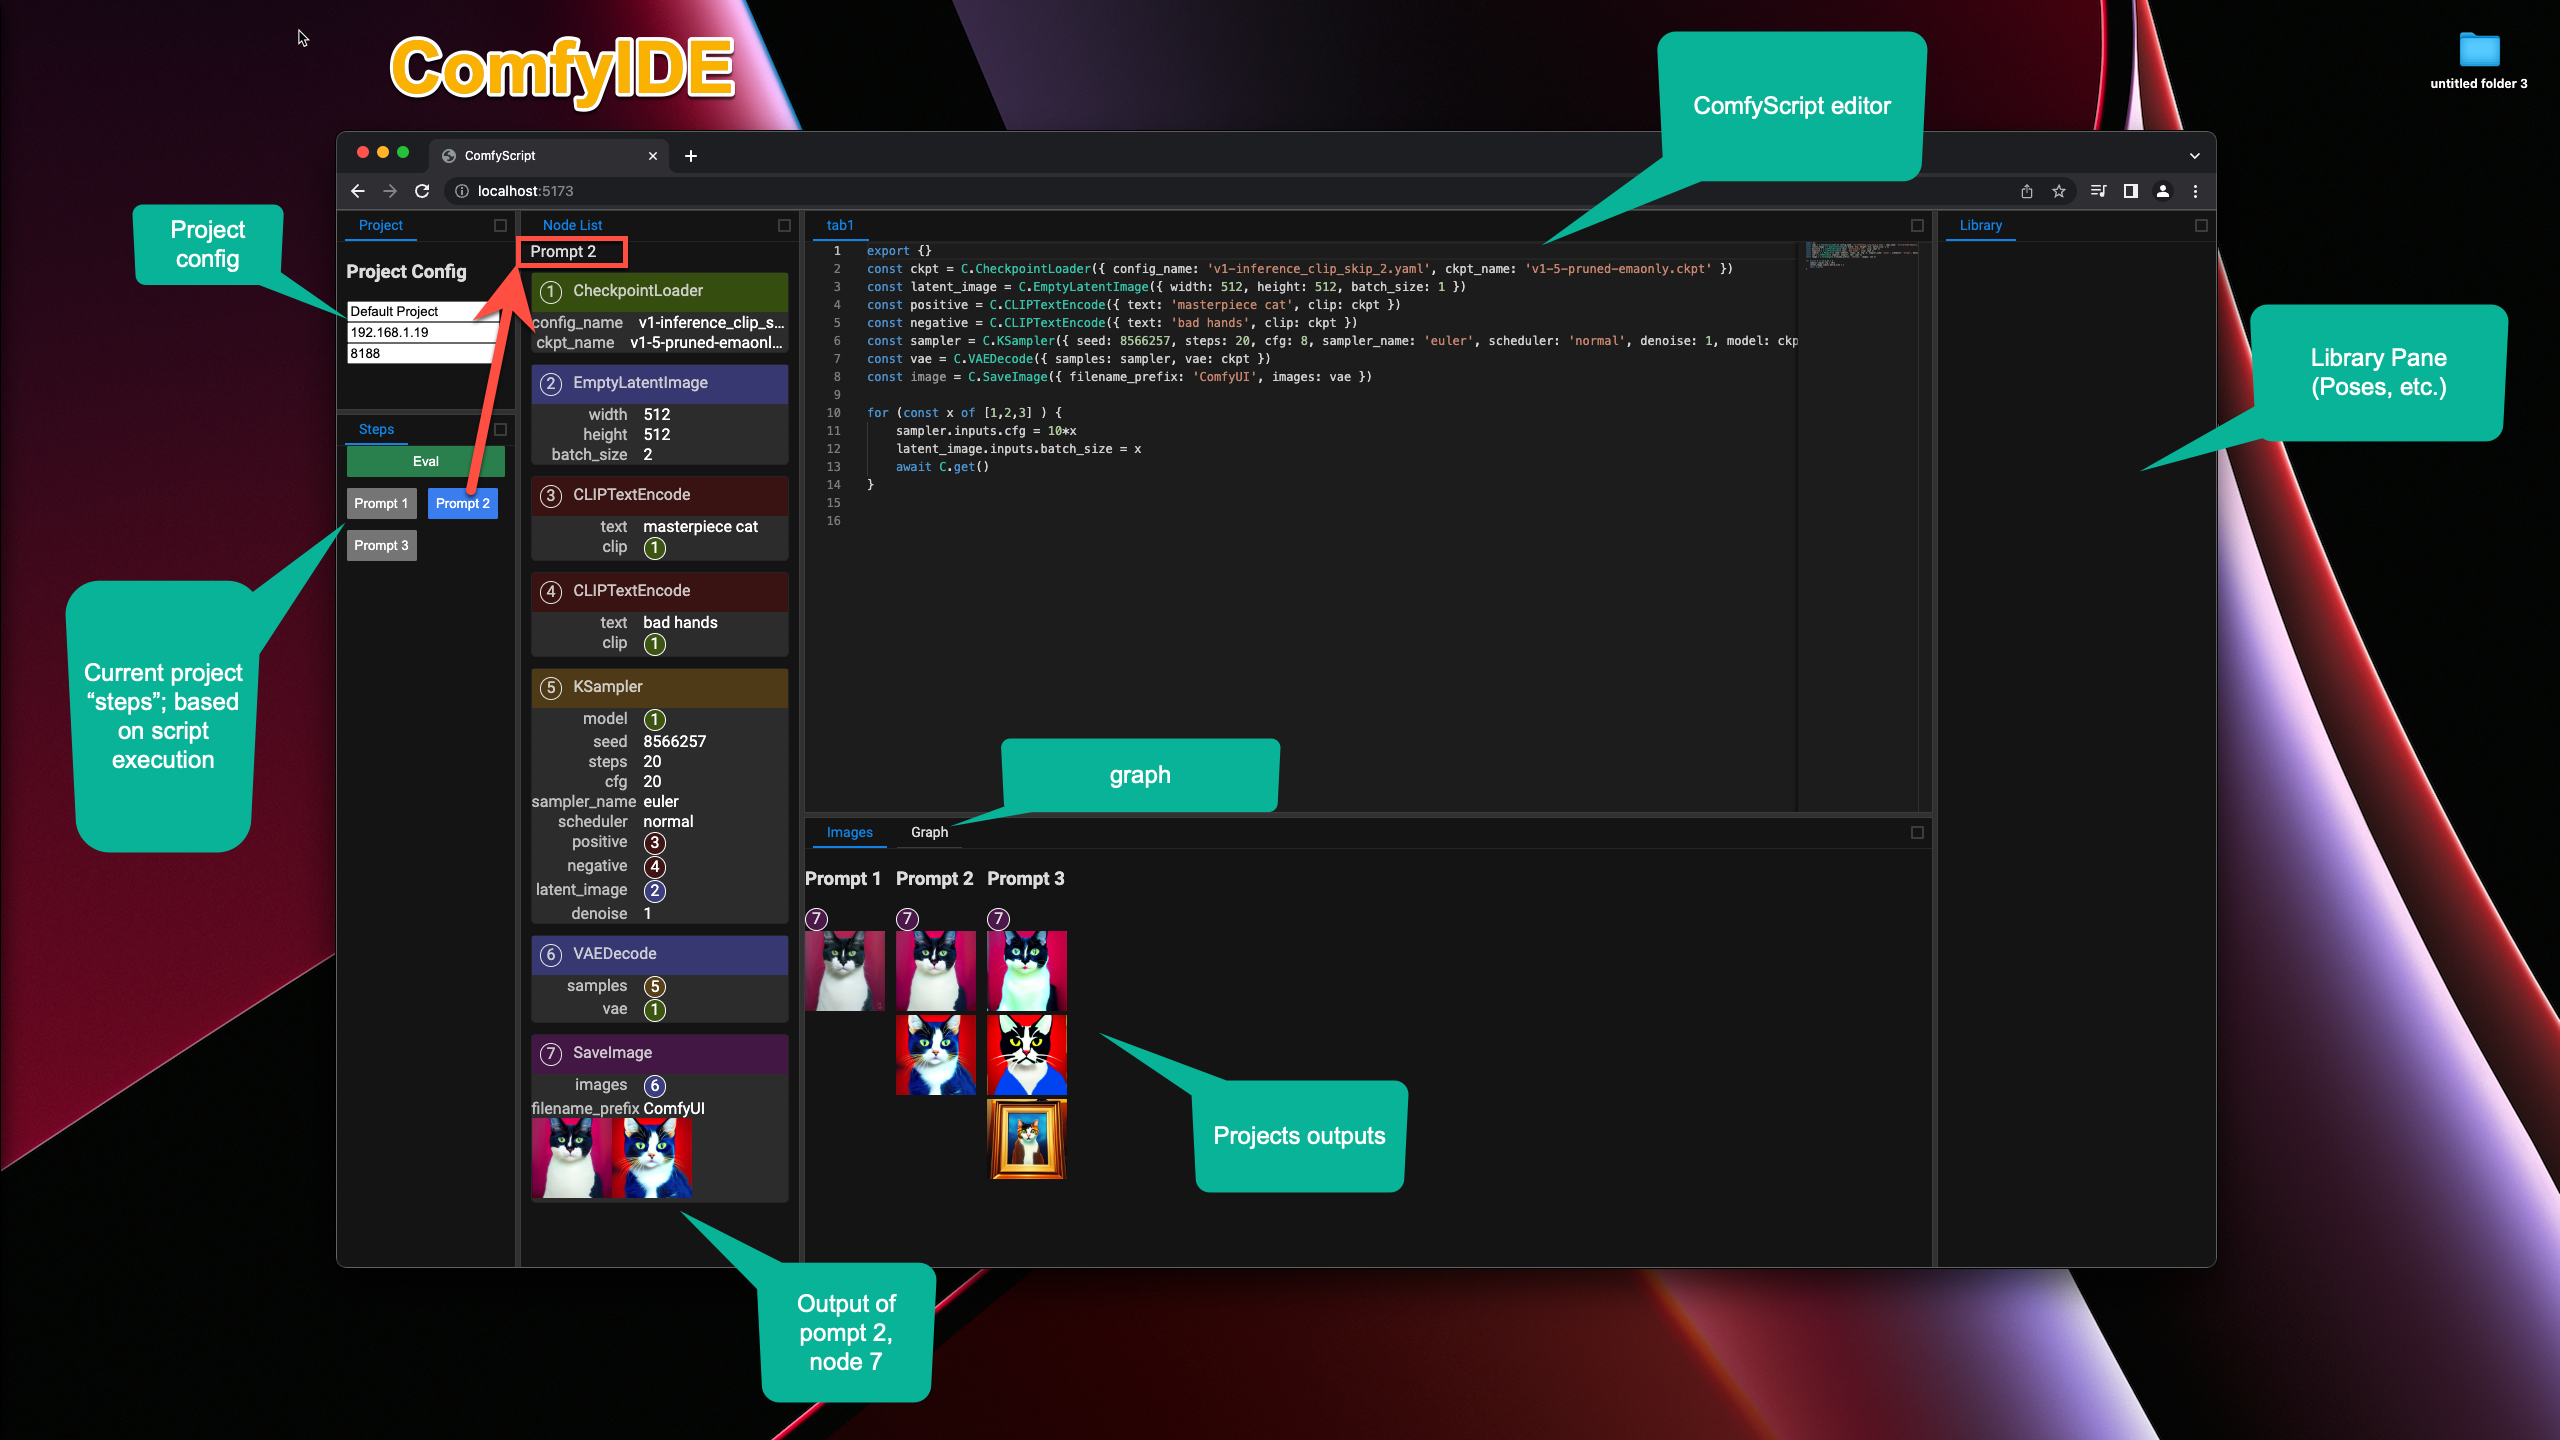 ComfyIDE
untitled folder 3
ComfyScript editor
ComfyScript
localhost:5173
Project
config
Project
Project Config
Default Project
192.168.1.19
8188
Steps
Eval
Prompt 1
Prompt 2
Prompt 3
Current project
“steps”; based
on script
execution
Node List
Prompt 2
1 CheckpointLoader
config_name v1-inference_clip_s...
ckpt_name v1-5-pruned-emaonl...
2 EmptyLatentImage
width 512
height 512
batch_size 2
3 CLIPTextEncode
text masterpiece cat
clip 1
4 CLIPTextEncode
text bad hands
clip 1
5 KSampler
model 1
seed 8566257
steps 20
cfg 20
sampler_name euler
scheduler normal
positive 3
negative 4
latent_image 2
denoise 1
6 VAEDecode
samples 5
vae 1
7 SaveImage
images 6
filename_prefix ComfyUI
Output of
pompt 2,
node 7
tab1
1 export {}
2 const ckpt = C.CheckpointLoader({ config_name: 'v1-inference_clip_skip_2.yaml', ckpt_name: 'v1-5-pruned-emaonly.ckpt' })
3 const latent_image = C.EmptyLatentImage({ width: 512, height: 512, batch_size: 1 })
4 const positive = C.CLIPTextEncode({ text: 'masterpiece cat', clip: ckpt })
5 const negative = C.CLIPTextEncode({ text: 'bad hands', clip: ckpt })
6 const sampler = C.KSampler({ seed: 8566257, steps: 20, cfg: 8, sampler_name: 'euler', scheduler: 'normal', denoise: 1, model: ckp
7 const vae = C.VAEDecode({ samples: sampler, vae: ckpt })
8 const image = C.SaveImage({ filename_prefix: 'ComfyUI', images: vae })
9
10 for (const x of [1,2,3] ) {
11 sampler.inputs.cfg = 10*x
12 latent_image.inputs.batch_size = x
13 await C.get()
14 }
15
16
graph
Images
Graph
Prompt 1
Prompt 2
Prompt 3
7
7
7
Projects outputs
Library
Library Pane
(Poses, etc.)